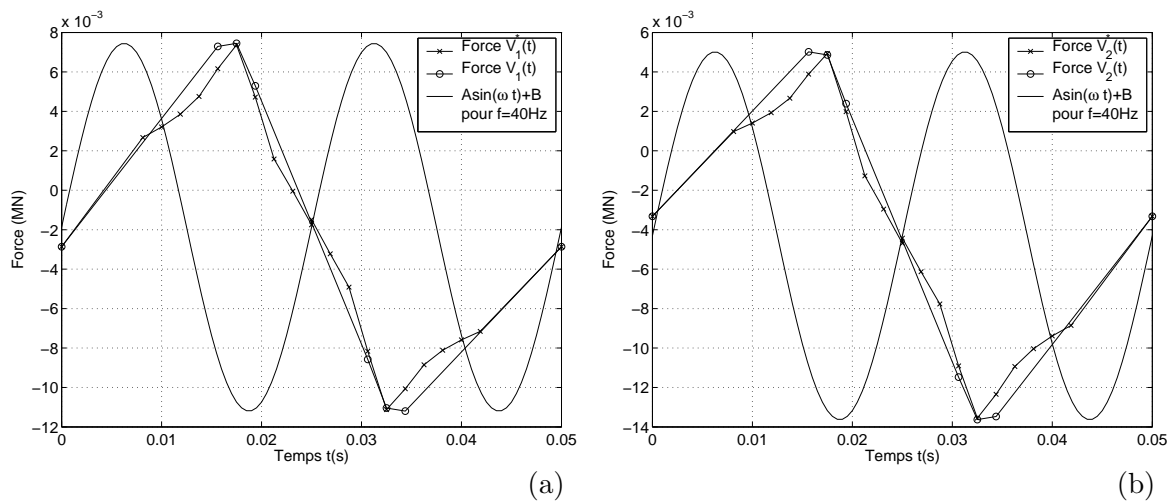 x 10⁻³
8
6
4
2
0
−2
−4
−6
−8
−10
−12
Force (MN)
0
0.01
0.02
0.03
0.04
0.05
Temps t(s)
Force V₁*(t)
Force V₁(t)
Asin(ω t)+B
pour f=40Hz
(a)
x 10⁻³
6
4
2
0
−2
−4
−6
−8
−10
−12
−14
Force (MN)
0
0.01
0.02
0.03
0.04
0.05
Temps t(s)
Force V₂*(t)
Force V₂(t)
Asin(ω t)+B
pour f=40Hz
(b)